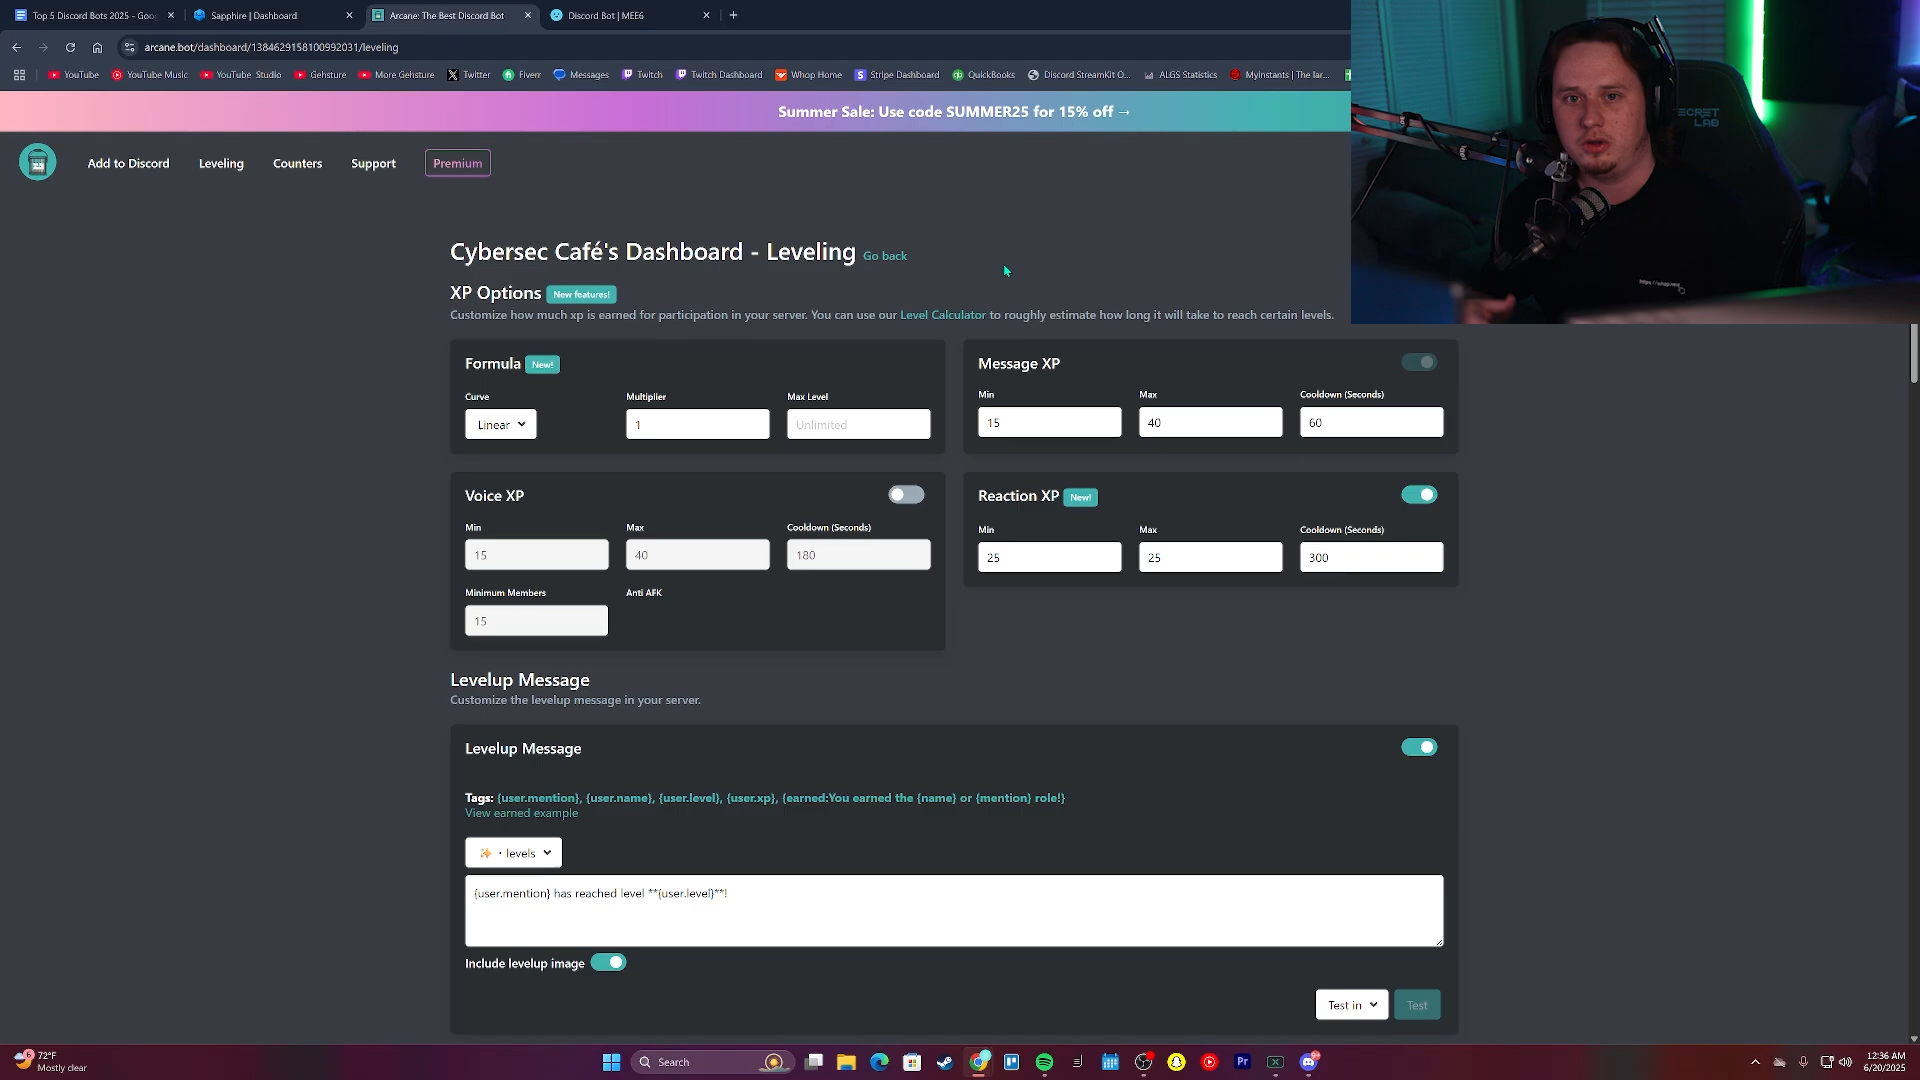 Top 5 Discord Bots 2025 - Goo
Sapphire | Dashboard
Arcane: The Best Discord Bot
Discord Bot | MEE6
arcane.bot/dashboard/1384629158100992031/leveling
YouTube
YouTube Music
YouTube Studio
Gehsture
More Gehsture
Twitter
Fiverr
Messages
Twitch
Twitch Dashboard
Whop Home
Stripe Dashboard
QuickBooks
Discord StreamKit O...
ALGS Statistics
MyInstants | The lar...
Summer Sale: Use code SUMMER25 for 15% off →
Add to Discord
Leveling
Counters
Support
Premium
Cybersec Café's Dashboard - Leveling Go back
XP Options New features!
Customize how much xp is earned for participation in your server. You can use our Level Calculator to roughly estimate how long it will take to reach certain levels.
Formula New!
Curve
Multiplier
Max Level
Linear
1
Unlimited
Message XP
Min
Max
Cooldown (Seconds)
15
40
60
Voice XP
Min
Max
Cooldown (Seconds)
15
40
180
Minimum Members
Anti AFK
15
Reaction XP New!
Min
Max
Cooldown (Seconds)
25
25
300
Levelup Message
Customize the levelup message in your server.
Levelup Message
Tags: {user.mention}, {user.name}, {user.level}, {user.xp}, {earned:You earned the {name} or {mention} role!}
View earned example
✨・levels
{user.mention} has reached level **{user.level}**!
Include levelup image
Test in
Test
72°F
Mostly clear
Search
12:36 AM
6/20/2025